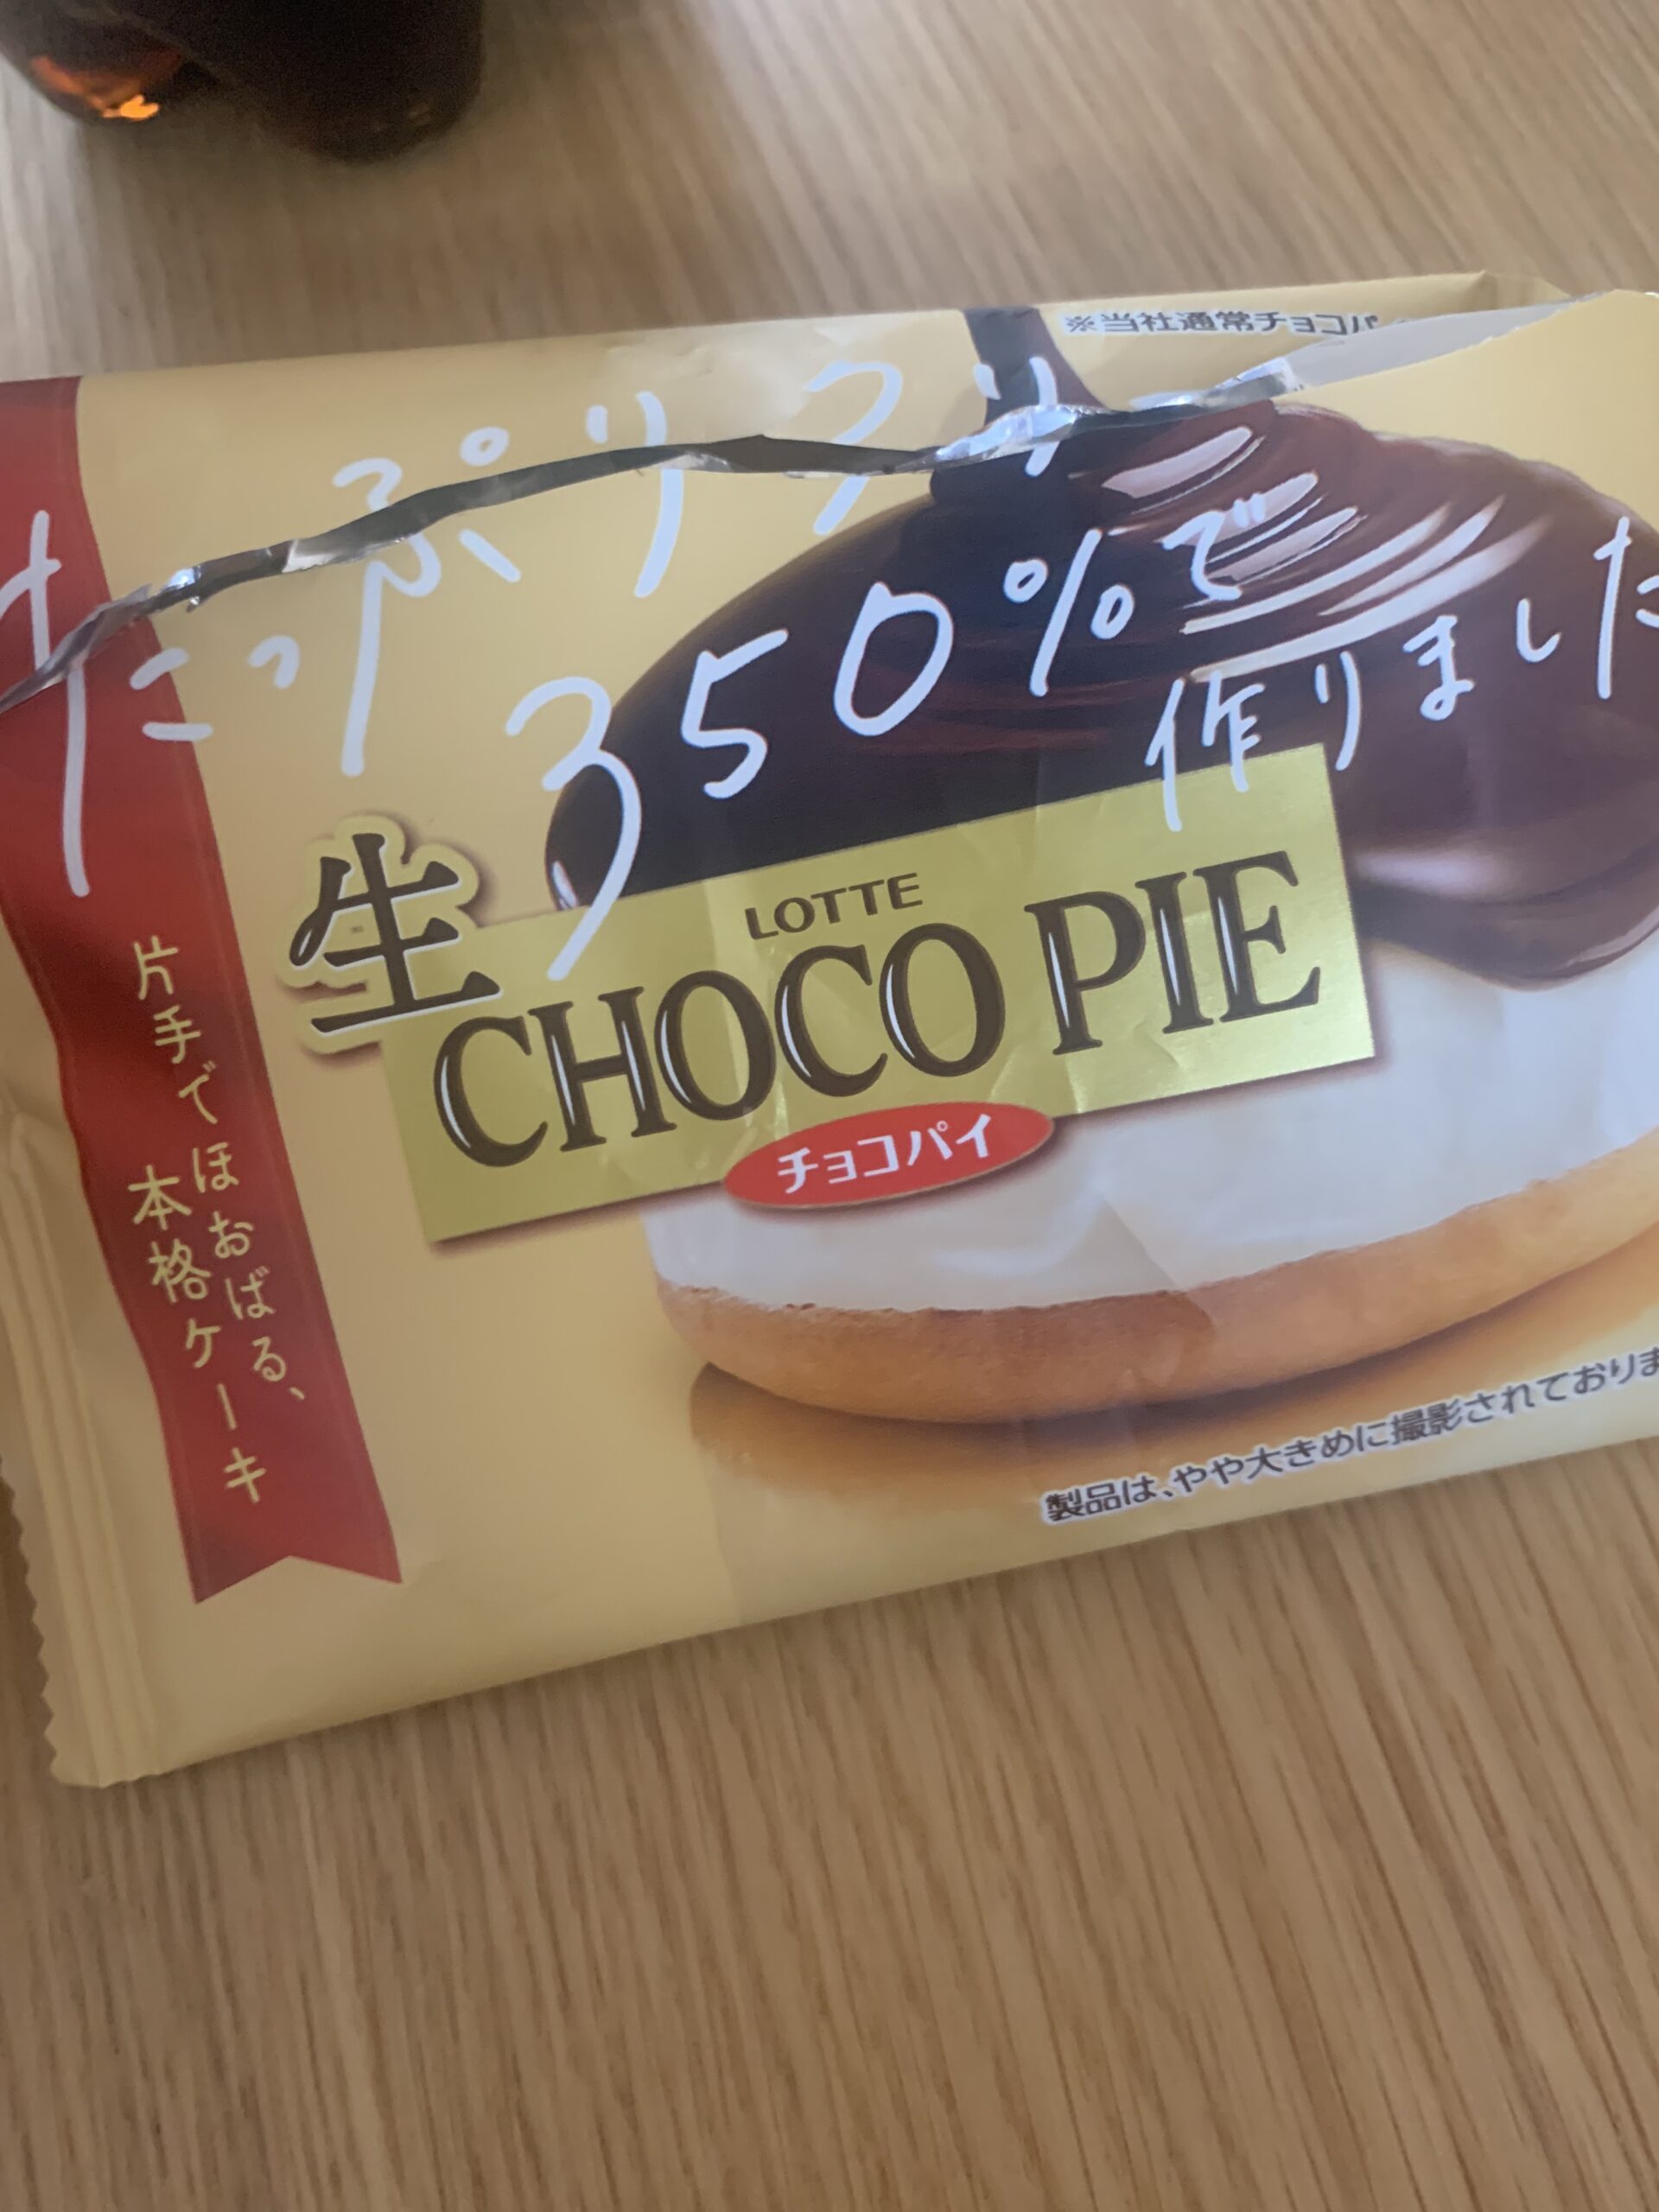 ※当社通常チョコパ
たっぷりクリー
350%で
作りました
生
LOTTE
CHOCO PIE
チョコパイ
片手でほおばる、
本格ケーキ
製品は、やや大きめに撮影されておりま